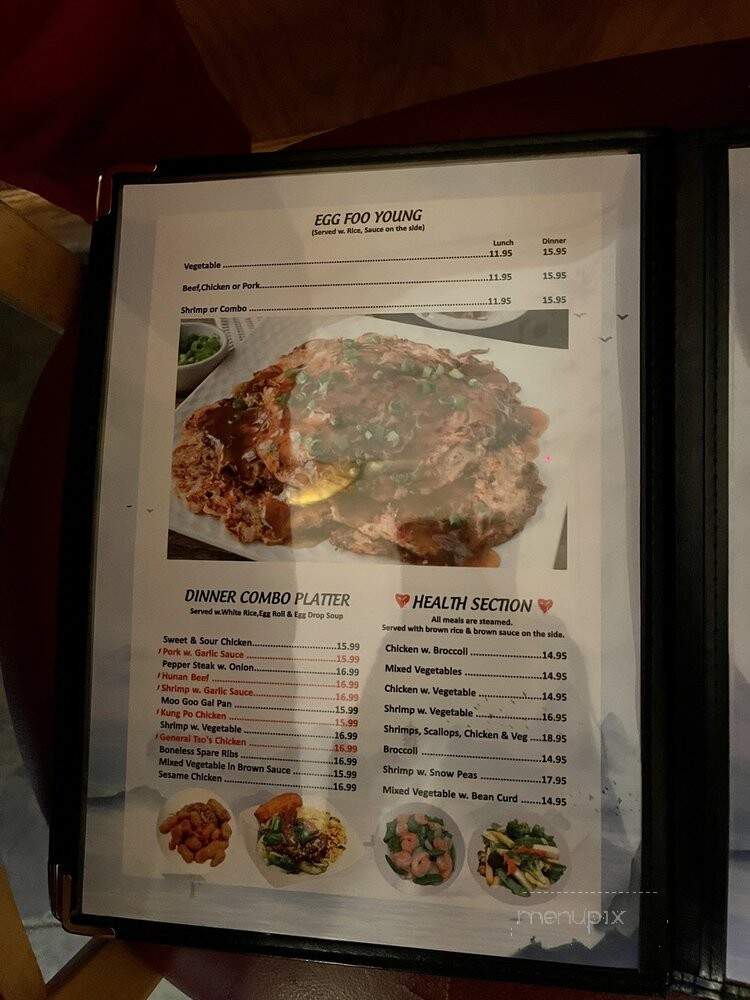 EGG FOO YOUNG
(Served w. Rice, Sauce on the side)
Lunch Dinner
Vegetable ........ 11.95 15.95
Beef,Chicken or Pork ........ 11.95 15.95
Shrimp or Combo ........ 11.95 15.95
DINNER COMBO PLATTER
Served w.White Rice,Egg Roll & Egg Drop Soup
Sweet & Sour Chicken ........ 15.99
Pork w. Garlic Sauce ........ 15.99
Pepper Steak w. Onion ........ 16.99
Hunan Beef ........ 16.99
Shrimp w. Garlic Sauce ........ 16.99
Moo Goo Gal Pan ........ 15.99
Kung Po Chicken ........ 15.99
Shrimp w. Vegetable ........ 16.99
General Tso's Chicken ........ 16.99
Boneless Spare Ribs ........ 16.99
Mixed Vegetable in Brown Sauce ........ 15.99
Sesame Chicken ........ 16.99
HEALTH SECTION
All meals are steamed.
Served with brown rice & brown sauce on the side.
Chicken w. Broccoli ........ 14.95
Mixed Vegetables ........ 14.95
Chicken w. Vegetable ........ 14.95
Shrimp w. Vegetable ........ 16.95
Shrimps, Scallops, Chicken & Veg ....18.95
Broccoli ........ 14.95
Shrimp w. Snow Peas ........ 17.95
Mixed Vegetable w. Bean Curd ........ 14.95
menupix